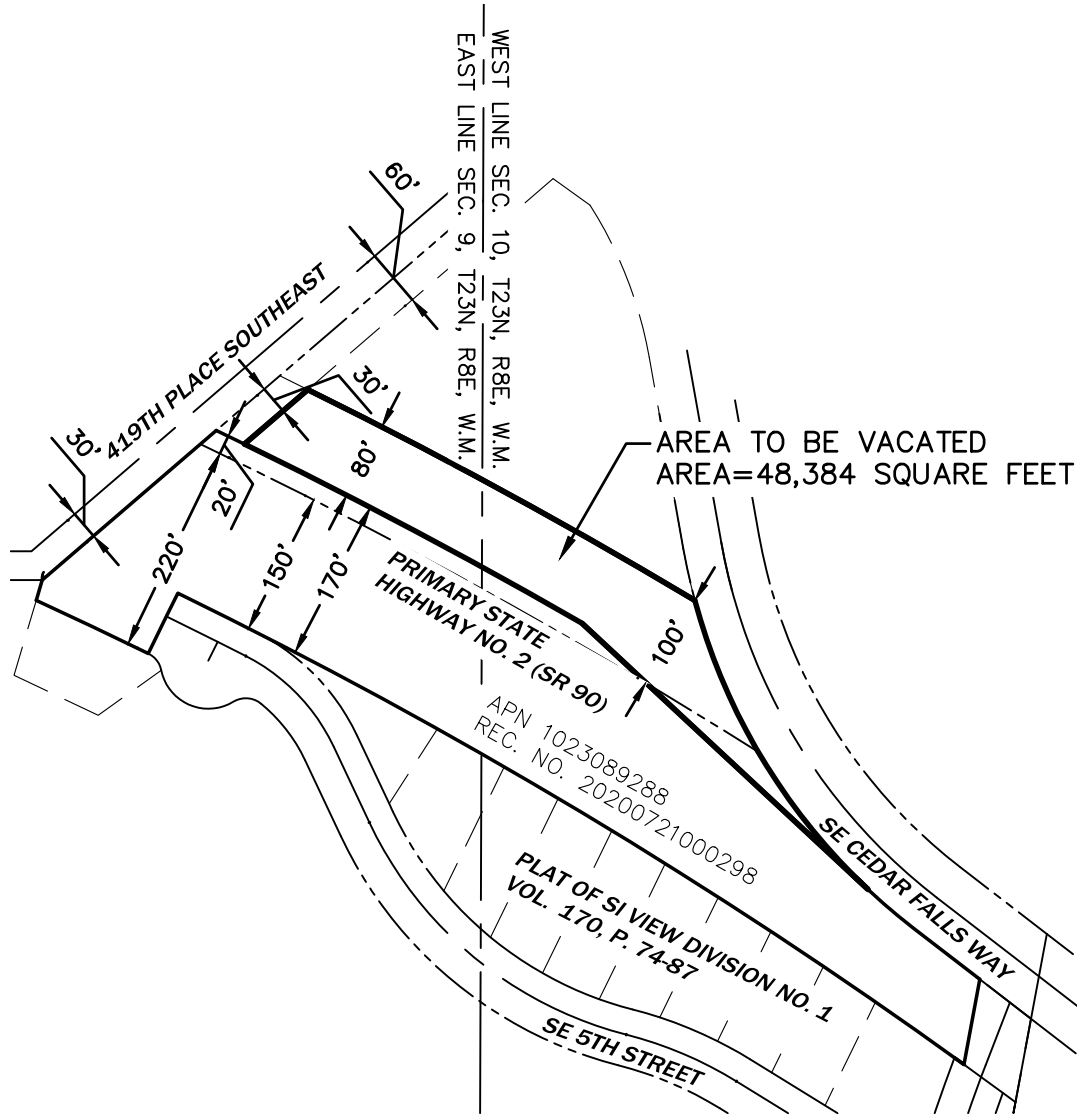 WEST LINE SEC. 10, T23N, R8E, W.M.
EAST LINE SEC. 9, T23N, R8E, W.M.
60'
419TH PLACE SOUTHEAST
30'
30'
80'
20'
220'
150'
170'
AREA TO BE VACATED
AREA=48,384 SQUARE FEET
PRIMARY STATE
HIGHWAY NO. 2 (SR 90)
100'
APN 1023089288
REC. NO. 20200721000298
SE CEDAR FALLS WAY
PLAT OF SI VIEW DIVISION NO. 1
VOL. 170, P. 74-87
SE 5TH STREET